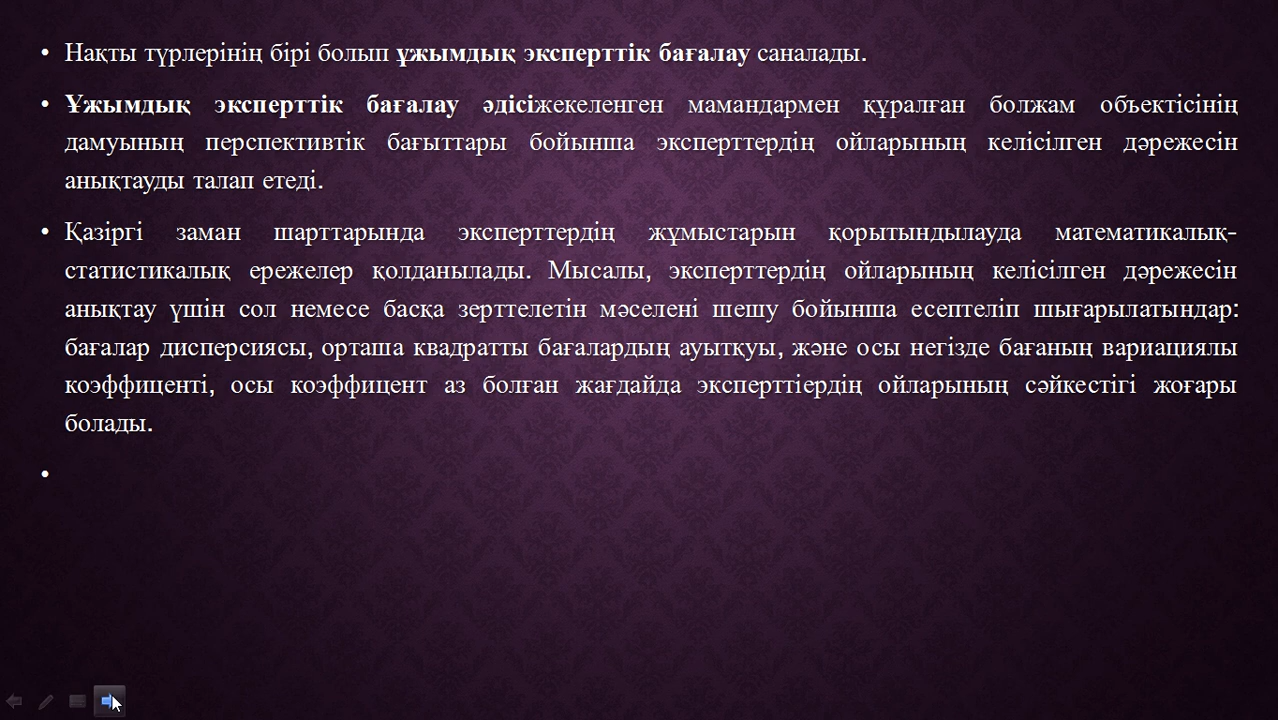 • Нақты түрлерінің бірі болып ұжымдық эксперттік бағалау саналады.
• Ұжымдық эксперттік бағалау әдісіжекеленген мамандармен құралған болжам объектісінің
дамуының перспективтік бағыттары бойынша эксперттердің ойларының келісілген дәрежесін
анықтауды талап етеді.
• Қазіргі заман шарттарында эксперттердің жұмыстарын қорытындылауда математикалық-
статистикалық ережелер қолданылады. Мысалы, эксперттердің ойларының келісілген дәрежесін
анықтау үшін сол немесе басқа зерттелетін мәселені шешу бойынша есептеліп шығарылатындар:
бағалар дисперсиясы, орташа квадратты бағалардың ауытқуы, және осы негізде бағаның вариациялы
коэффиценті, осы коэффицент аз болған жағдайда эксперттіердің ойларының сәйкестігі жоғары
болады.
•